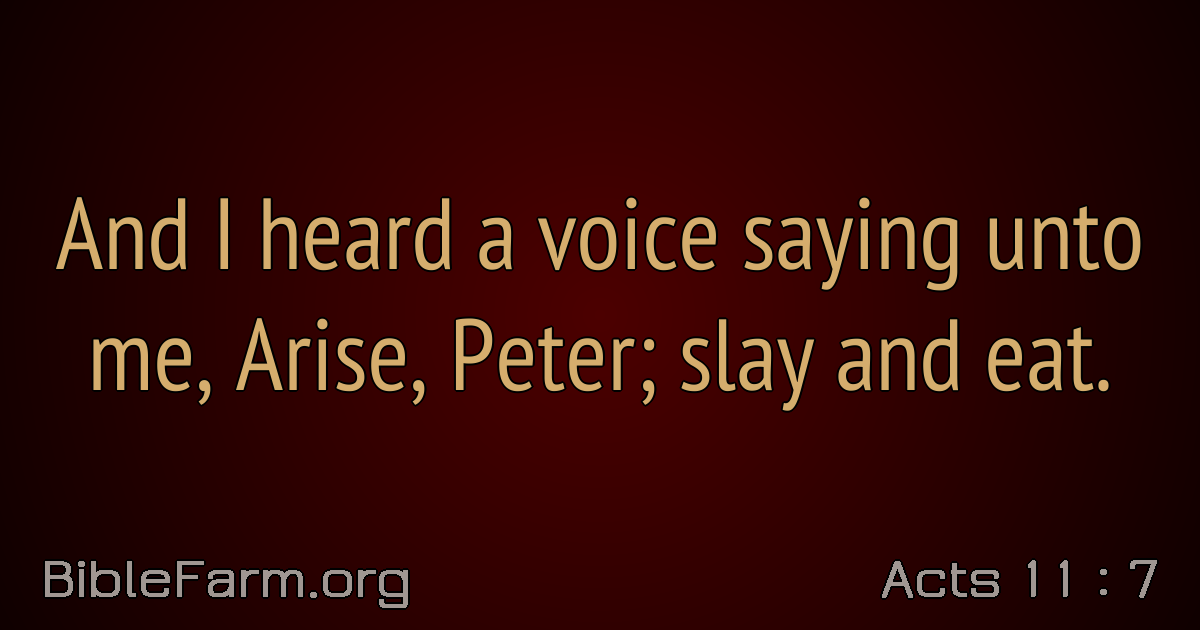 And I heard a voice saying unto
me, Arise, Peter; slay and eat.
BibleFarm.org
Acts 11 : 7